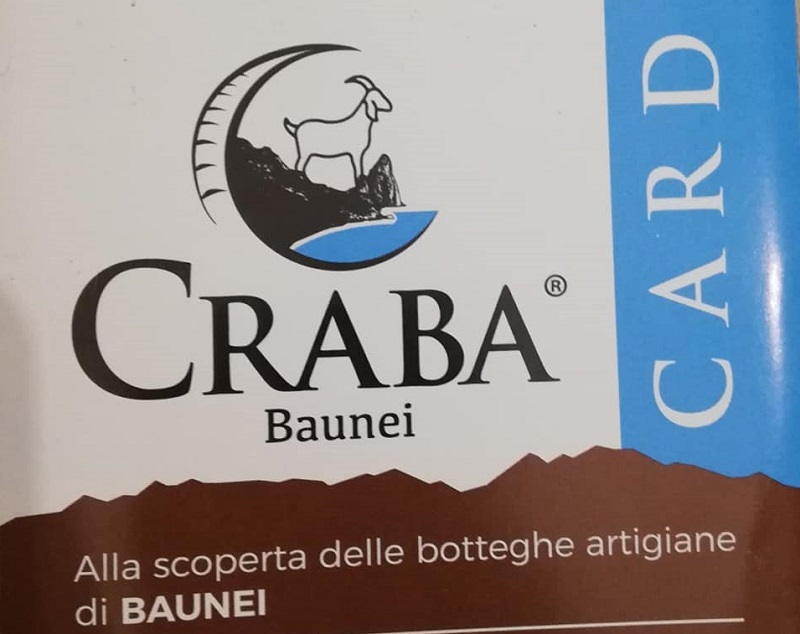 CRABA®
Baunei
CARD
Alla scoperta delle botteghe artigiane
di BAUNEI